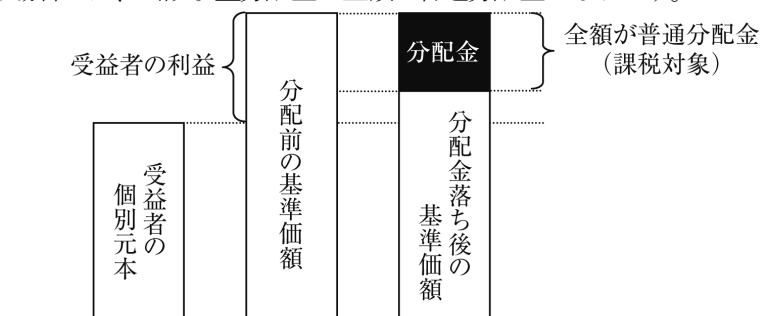 受益者の利益
分配金
全額が普通分配金
(課税対象)
受益者の
個別元本
分配前の基準価額
分配金落ち後の
基準価額